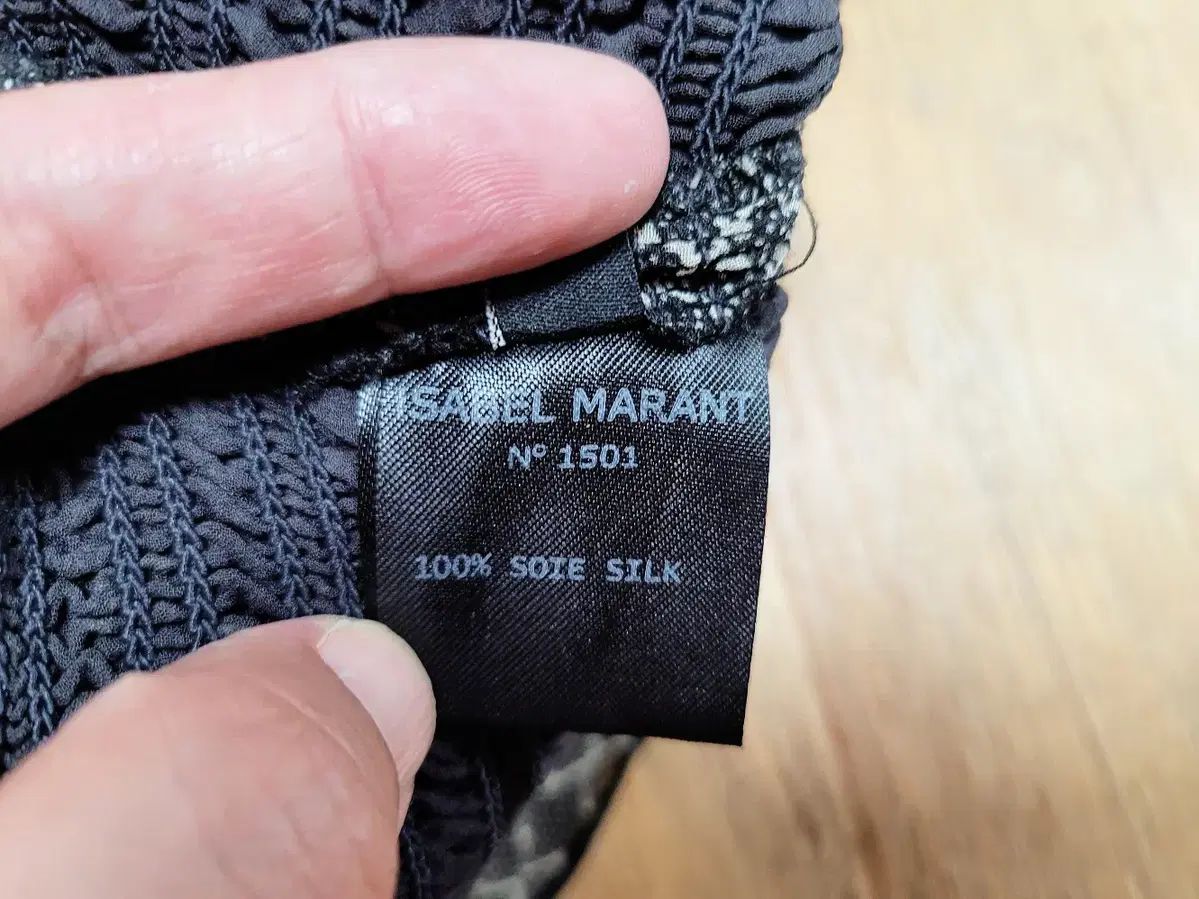 ISABEL MARANT
N° 1501
100% SOIE SILK